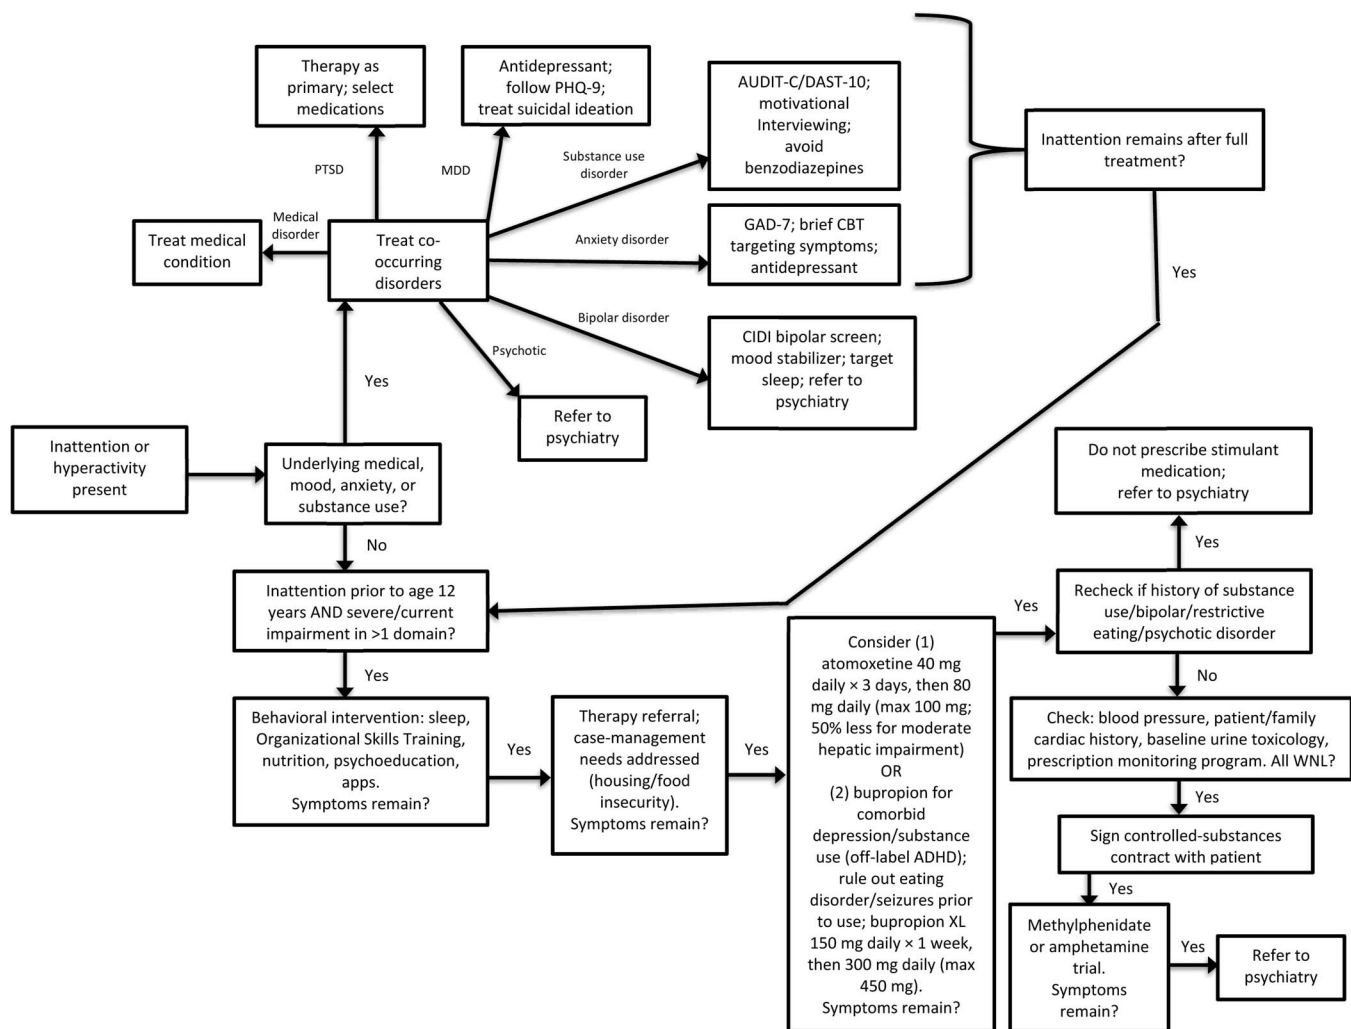 Therapy as
primary; select
medications
Antidepressant;
follow PHQ-9;
treat suicidal ideation
AUDIT-C/DAST-10;
motivational
Interviewing;
avoid
benzodiazepines
Inattention remains after full
treatment?
PTSD
MDD
Substance use
disorder
Medical
disorder
Treat medical
condition
Treat co-
occurring
disorders
Anxiety disorder
GAD-7; brief CBT
targeting symptoms;
antidepressant
Yes
Bipolar disorder
CIDI bipolar screen;
mood stabilizer; target
sleep; refer to
psychiatry
Psychotic
Refer to
psychiatry
Yes
Inattention or
hyperactivity
present
Underlying medical,
mood, anxiety, or
substance use?
No
Do not prescribe stimulant
medication;
refer to psychiatry
Yes
Inattention prior to age 12
years AND severe/current
impairment in >1 domain?
Yes
Recheck if history of substance
use/bipolar/restrictive
eating/psychotic disorder
Yes
No
Behavioral intervention: sleep,
Organizational Skills Training,
nutrition, psychoeducation,
apps.
Symptoms remain?
Yes
Therapy referral;
case-management
needs addressed
(housing/food
insecurity).
Symptoms remain?
Yes
Consider (1)
atomoxetine 40 mg
daily × 3 days, then 80
mg daily (max 100 mg;
50% less for moderate
hepatic impairment)
OR
(2) bupropion for
comorbid
depression/substance
use (off-label ADHD);
rule out eating
disorder/seizures prior
to use; bupropion XL
150 mg daily × 1 week,
then 300 mg daily (max
450 mg).
Symptoms remain?
Check: blood pressure, patient/family
cardiac history, baseline urine toxicology,
prescription monitoring program. All WNL?
Yes
Sign controlled-substances
contract with patient
Yes
Methylphenidate
or amphetamine
trial.
Symptoms
remain?
Yes
Refer to
psychiatry